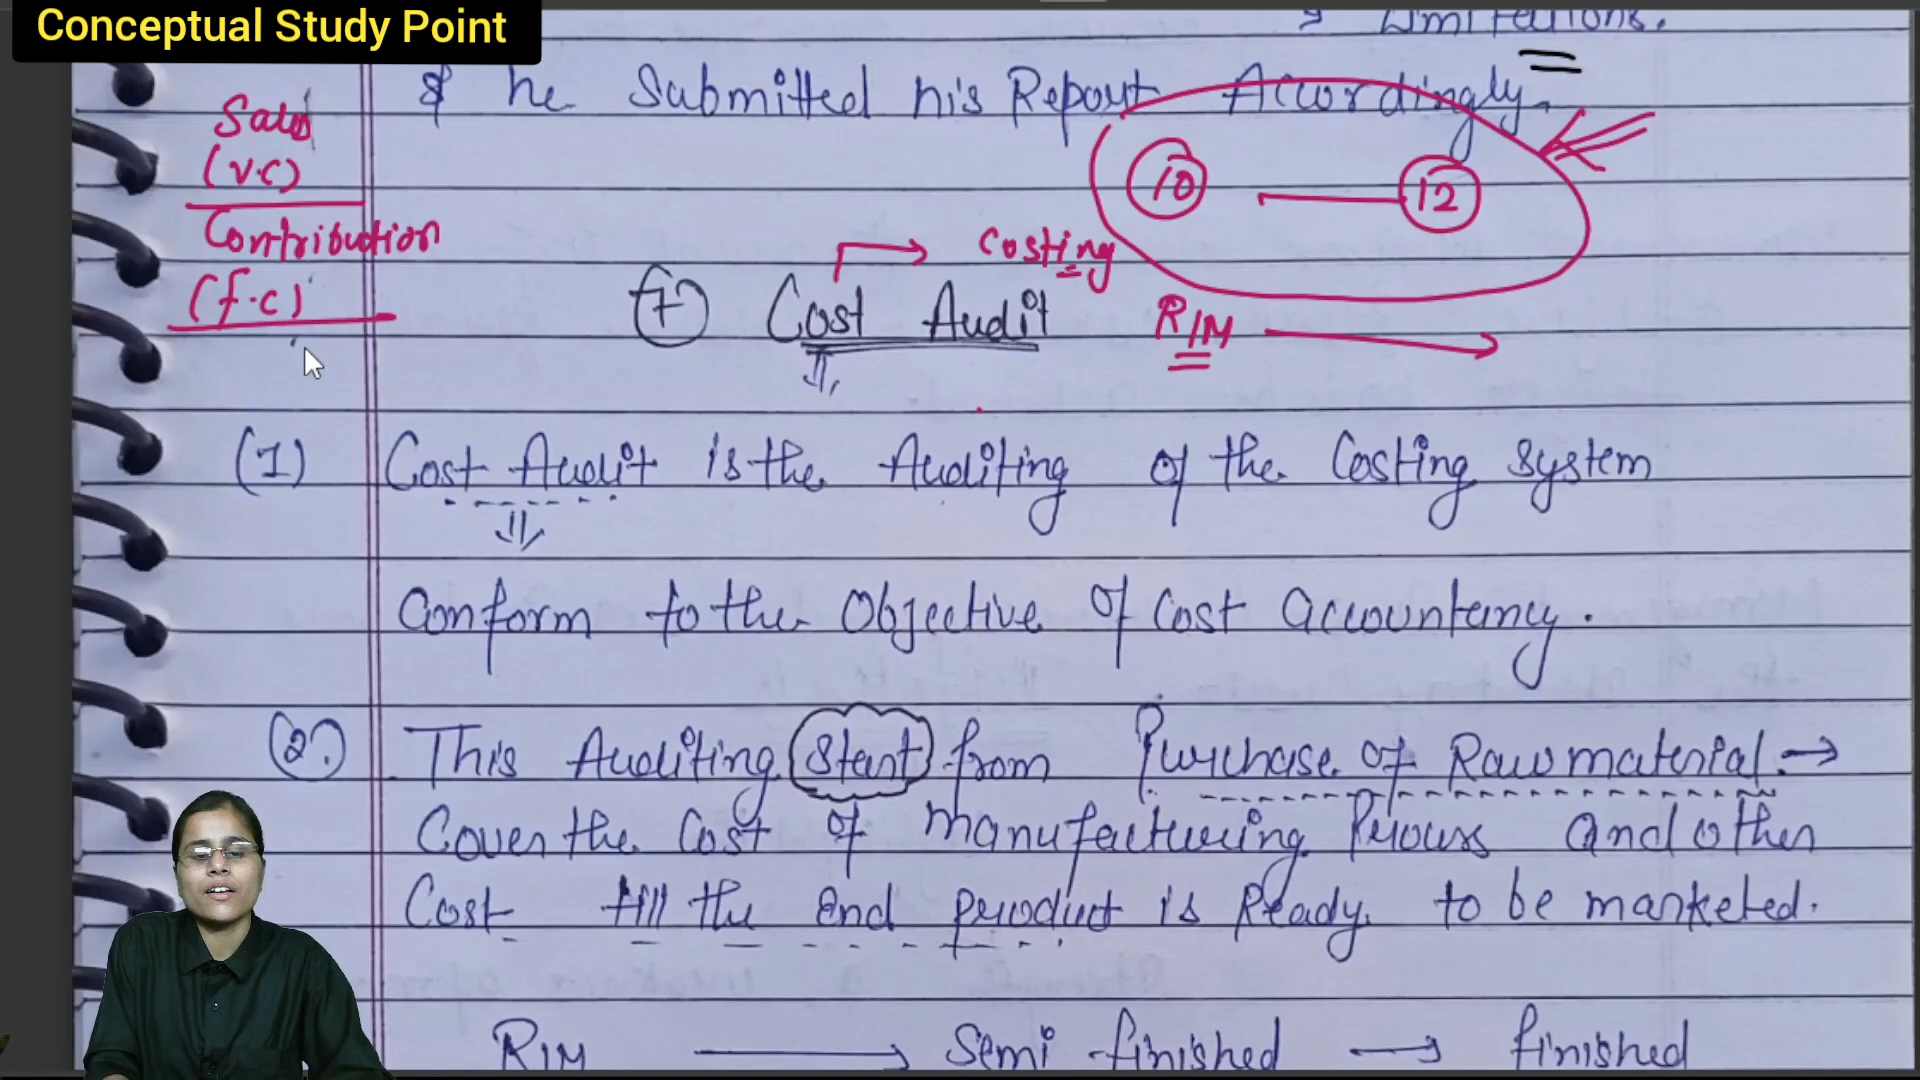 Conceptual Study Point
Limitations.
& he Submitted his Report Accordingly.
Sales
(V.C)
Contribution
(f.c)
10 12
Costing
(7) Cost Audit
R/M
(1) Cost Audit is the Auditing of the Costing System
Conform to the Objective of Cost Accountancy.
(2.) This Auditing Start from Purchase of Raw material. →
Cover the Cost of Manufacturing Process and other
Cost till the End product is Ready to be marketed.
R/M → Semi-finished → finished